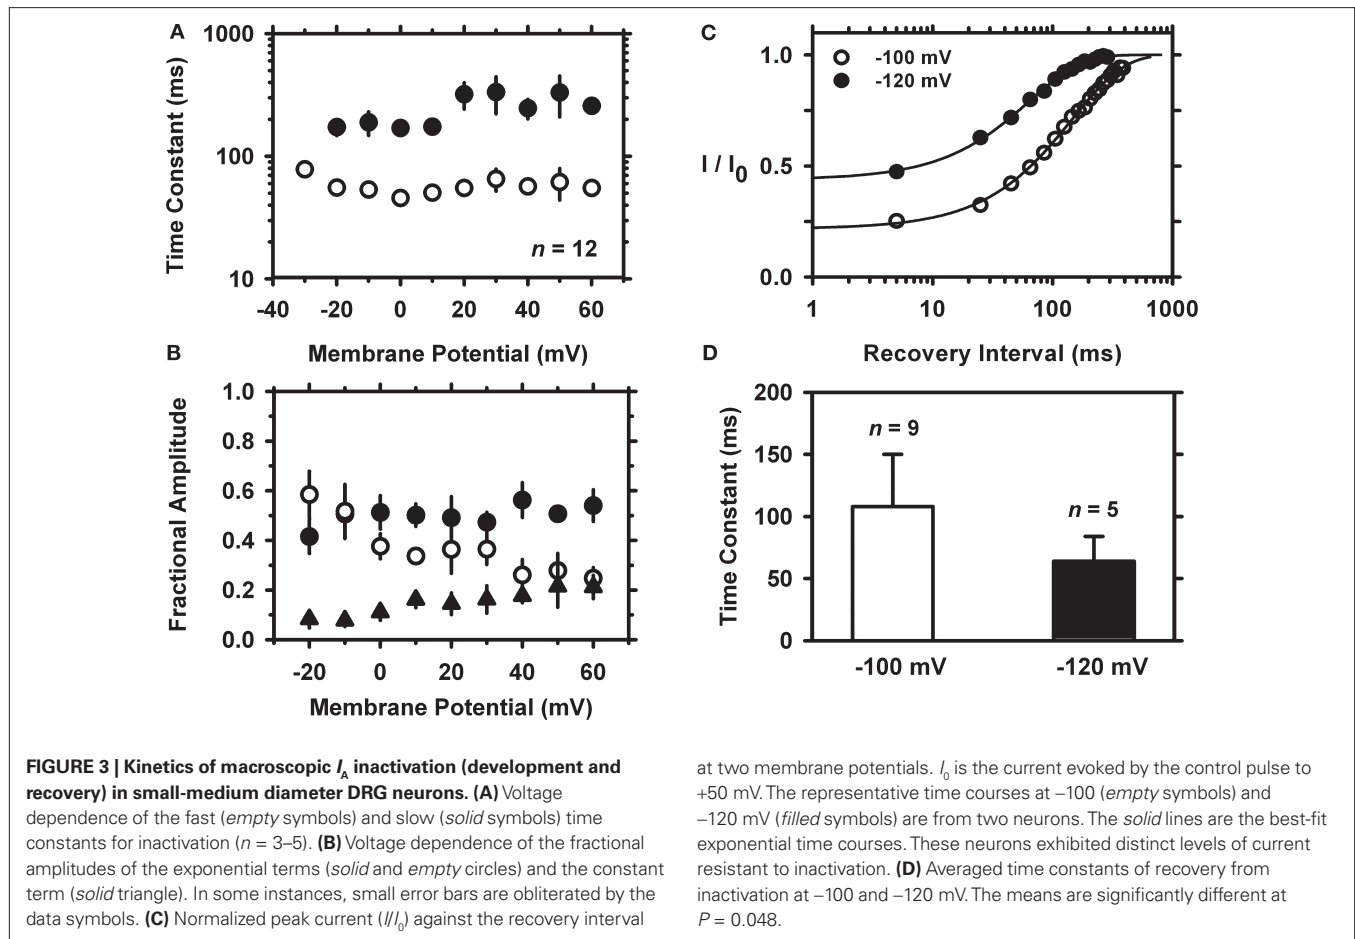 A
1000
100
10
Time Constant (ms)
n = 12
-40 -20 0 20 40 60
Membrane Potential (mV)
C
-100 mV
-120 mV
1.0
0.5
0.0
I / I0
1 10 100 1000
Recovery Interval (ms)
B
1.0
0.8
0.6
0.4
0.2
0.0
Fractional Amplitude
-20 0 20 40 60
Membrane Potential (mV)
D
200
150
100
50
0
Time Constant (ms)
n = 9
n = 5
-100 mV -120 mV
FIGURE 3 | Kinetics of macroscopic IA inactivation (development and
recovery) in small-medium diameter DRG neurons. (A) Voltage
dependence of the fast (empty symbols) and slow (solid symbols) time
constants for inactivation (n = 3–5). (B) Voltage dependence of the fractional
amplitudes of the exponential terms (solid and empty circles) and the constant
term (solid triangle). In some instances, small error bars are obliterated by the
data symbols. (C) Normalized peak current (I/I0) against the recovery interval
at two membrane potentials. I0 is the current evoked by the control pulse to
+50 mV. The representative time courses at –100 (empty symbols) and
–120 mV (filled symbols) are from two neurons. The solid lines are the best-fit
exponential time courses. These neurons exhibited distinct levels of current
resistant to inactivation. (D) Averaged time constants of recovery from
inactivation at –100 and –120 mV. The means are significantly different at
P = 0.048.